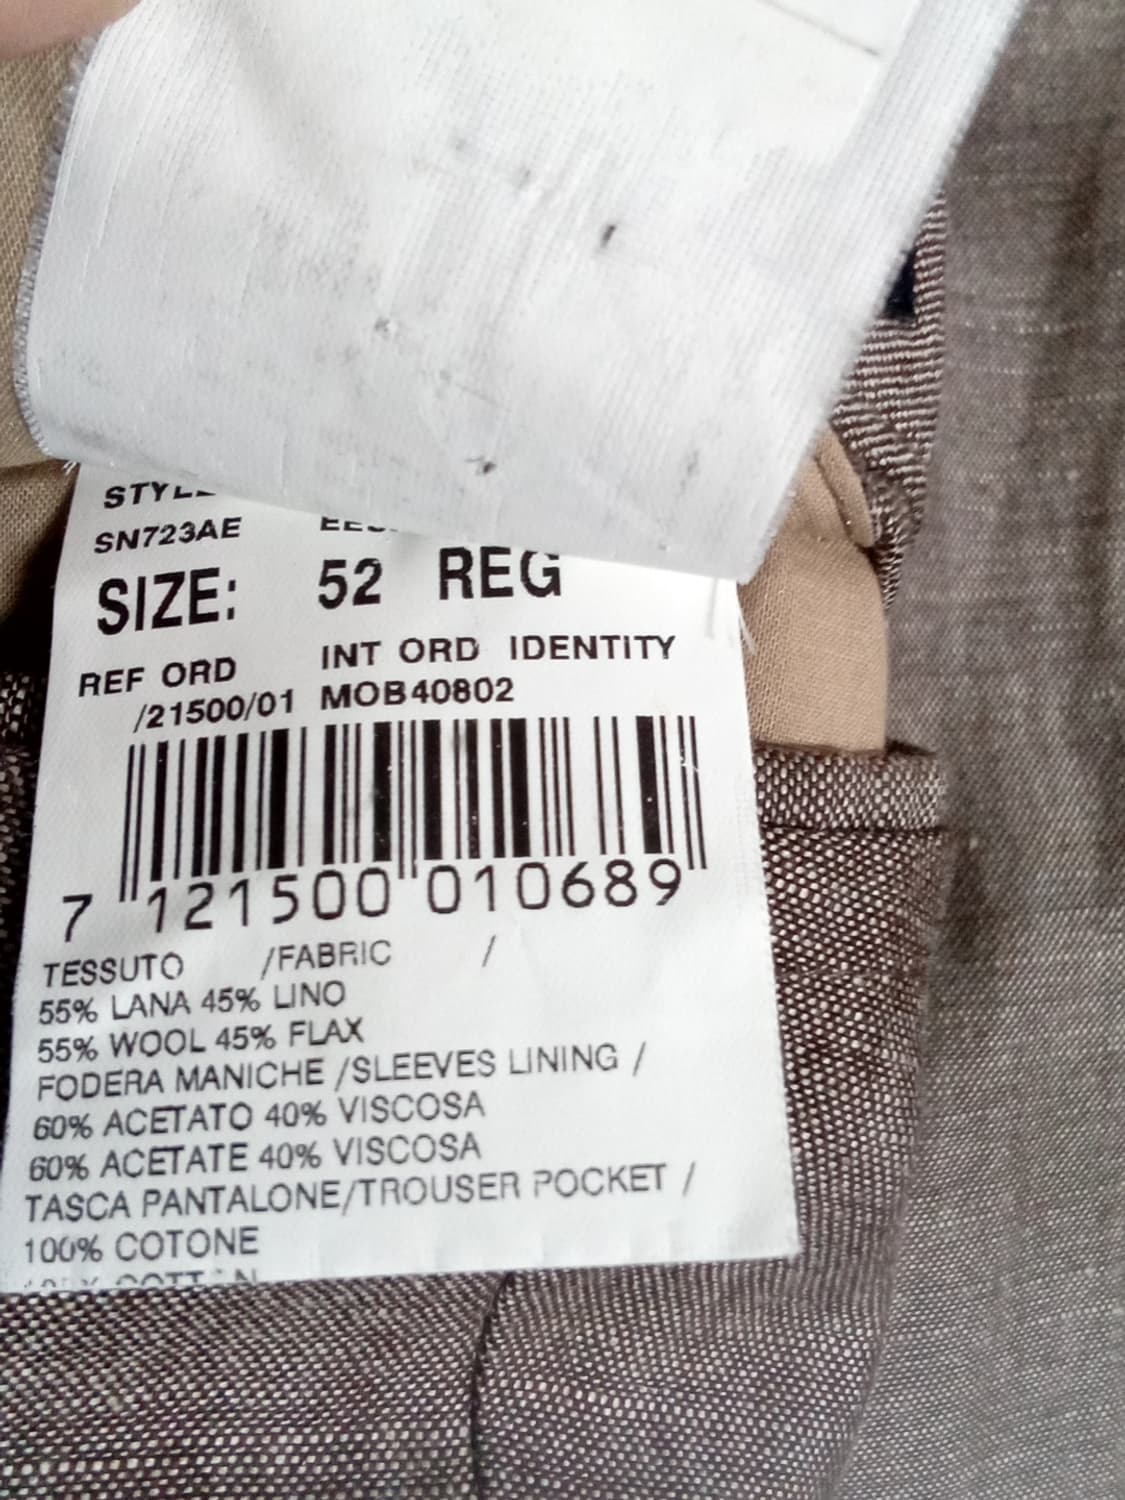 SN723AE
SIZE: 52 REG
REF ORD INT ORD IDENTITY
/21500/01 MOB40802
7 121500 010689
TESSUTO /FABRIC /
55% LANA 45% LINO
55% WOOL 45% FLAX
FODERA MANICHE /SLEEVES LINING /
60% ACETATO 40% VISCOSA
60% ACETATE 40% VISCOSA
TASCA PANTALONE/TROUSER POCKET /
100% COTONE